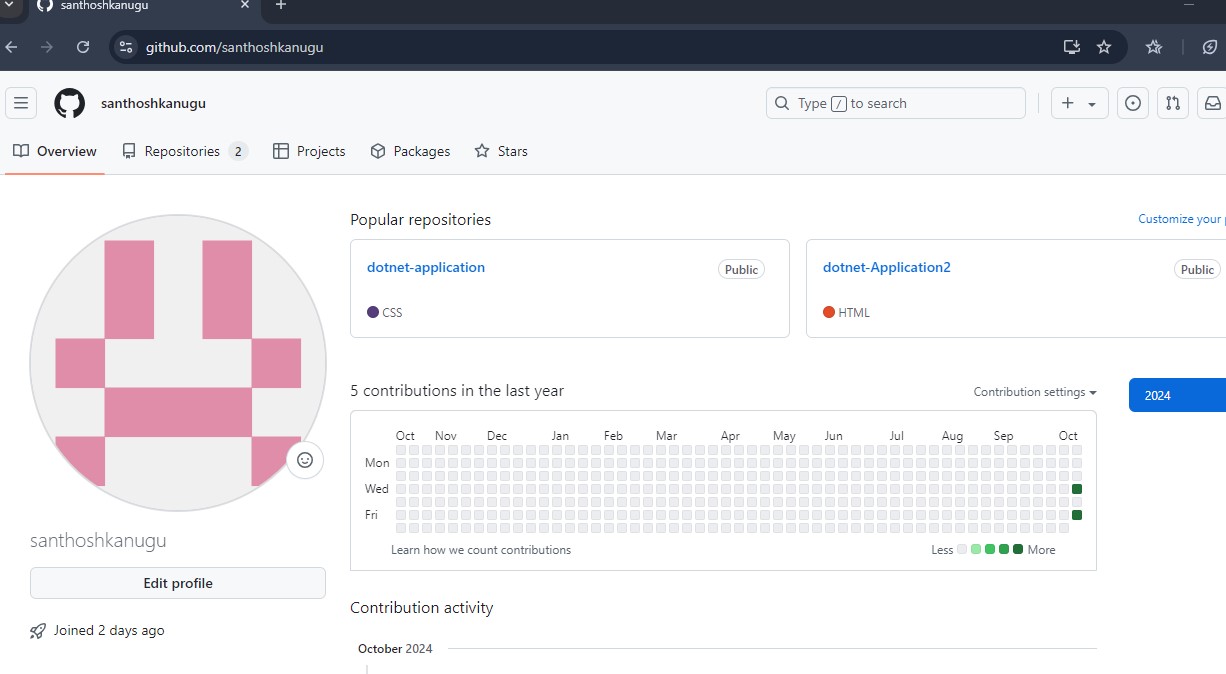 santhoshkanugu
github.com/santhoshkanugu
santhoshkanugu
Type / to search
Overview Repositories 2 Projects Packages Stars
Popular repositories
Customize your
dotnet-application Public
CSS
dotnet-Application2 Public
HTML
5 contributions in the last year
Contribution settings
2024
Oct Nov Dec Jan Feb Mar Apr May Jun Jul Aug Sep Oct
Mon
Wed
Fri
Learn how we count contributions
Less More
santhoshkanugu
Edit profile
Joined 2 days ago
Contribution activity
October 2024